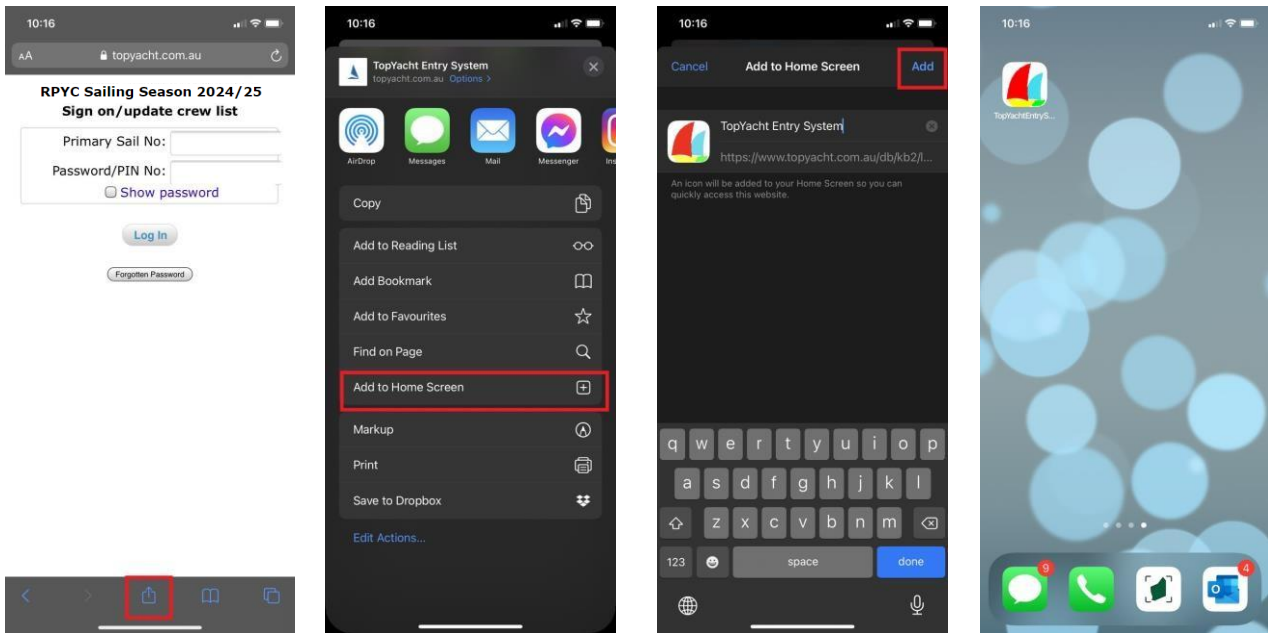 10:16
AA
topyacht.com.au
RPYC Sailing Season 2024/25
Sign on/update crew list
Primary Sail No:
Password/PIN No:
Show password
Log In
Forgotten Password
10:16
TopYacht Entry System
topyacht.com.au Options >
AirDrop
Messages
Mail
Messenger
Ins
Copy
Add to Reading List
Add Bookmark
Add to Favourites
Find on Page
Add to Home Screen
Markup
Print
Save to Dropbox
Edit Actions...
10:16
Cancel
Add to Home Screen
Add
TopYacht Entry System
https://www.topyacht.com.au/db/kb2/l...
An icon will be added to your Home Screen so you can
quickly access this website.
q w e r t y u i o p
a s d f g h j k l
z x c v b n m
123
space
done
10:16
TopYachtEntryS...
9
4